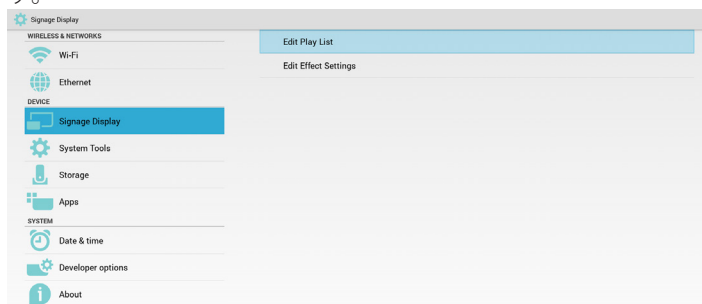 す。
Signage Display
WIRELESS & NETWORKS
Wi-Fi
Ethernet
DEVICE
Signage Display
System Tools
Storage
Apps
SYSTEM
Date & time
Developer options
About
Edit Play List
Edit Effect Settings